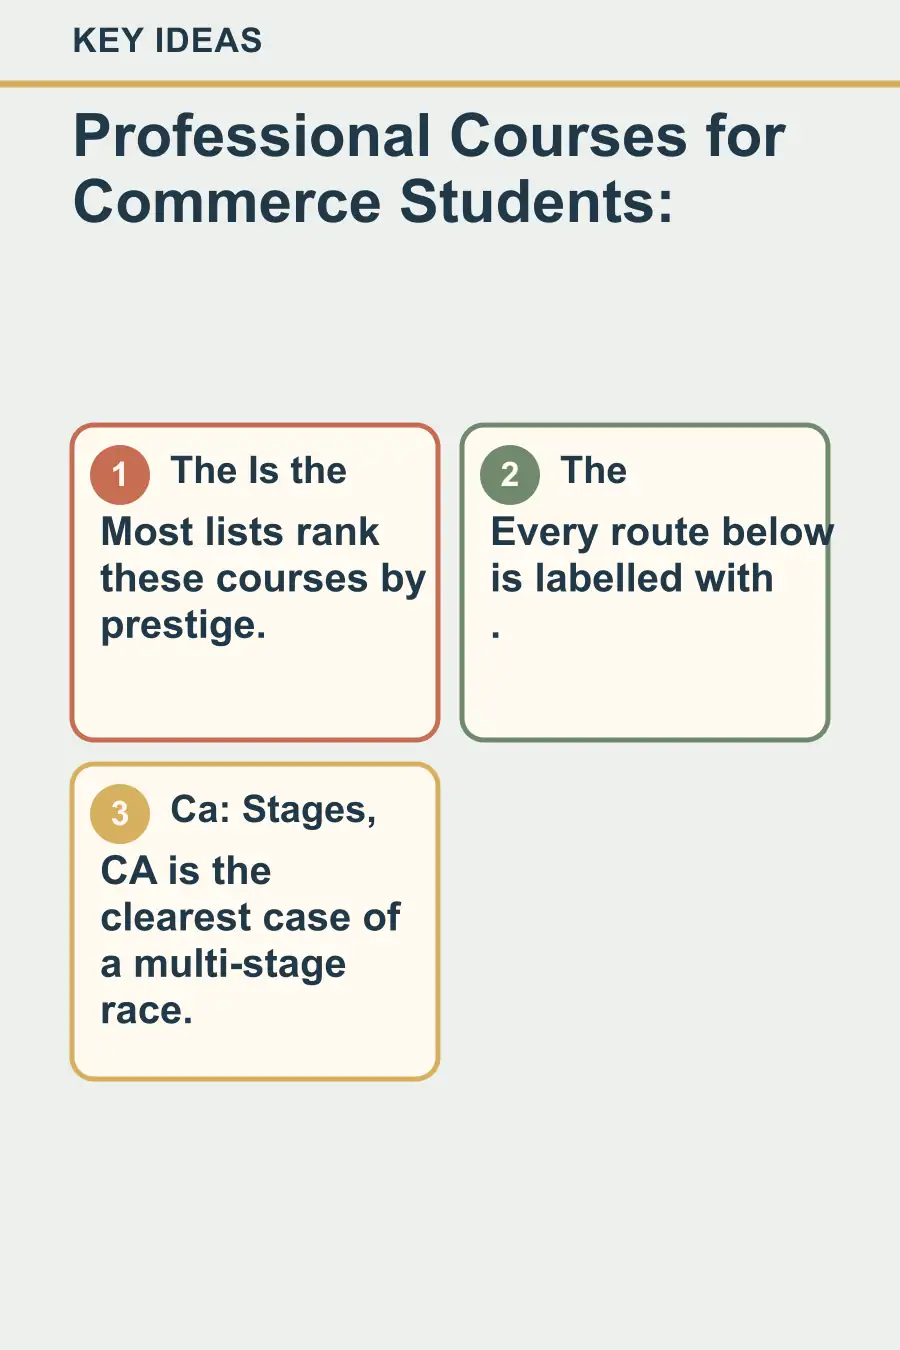 KEY IDEAS
Professional Courses for
Commerce Students:
1 The Is the
Most lists rank
these courses by
prestige.
2 The
Every route below
is labelled with
.
3 Ca: Stages,
CA is the
clearest case of
a multi-stage
race.